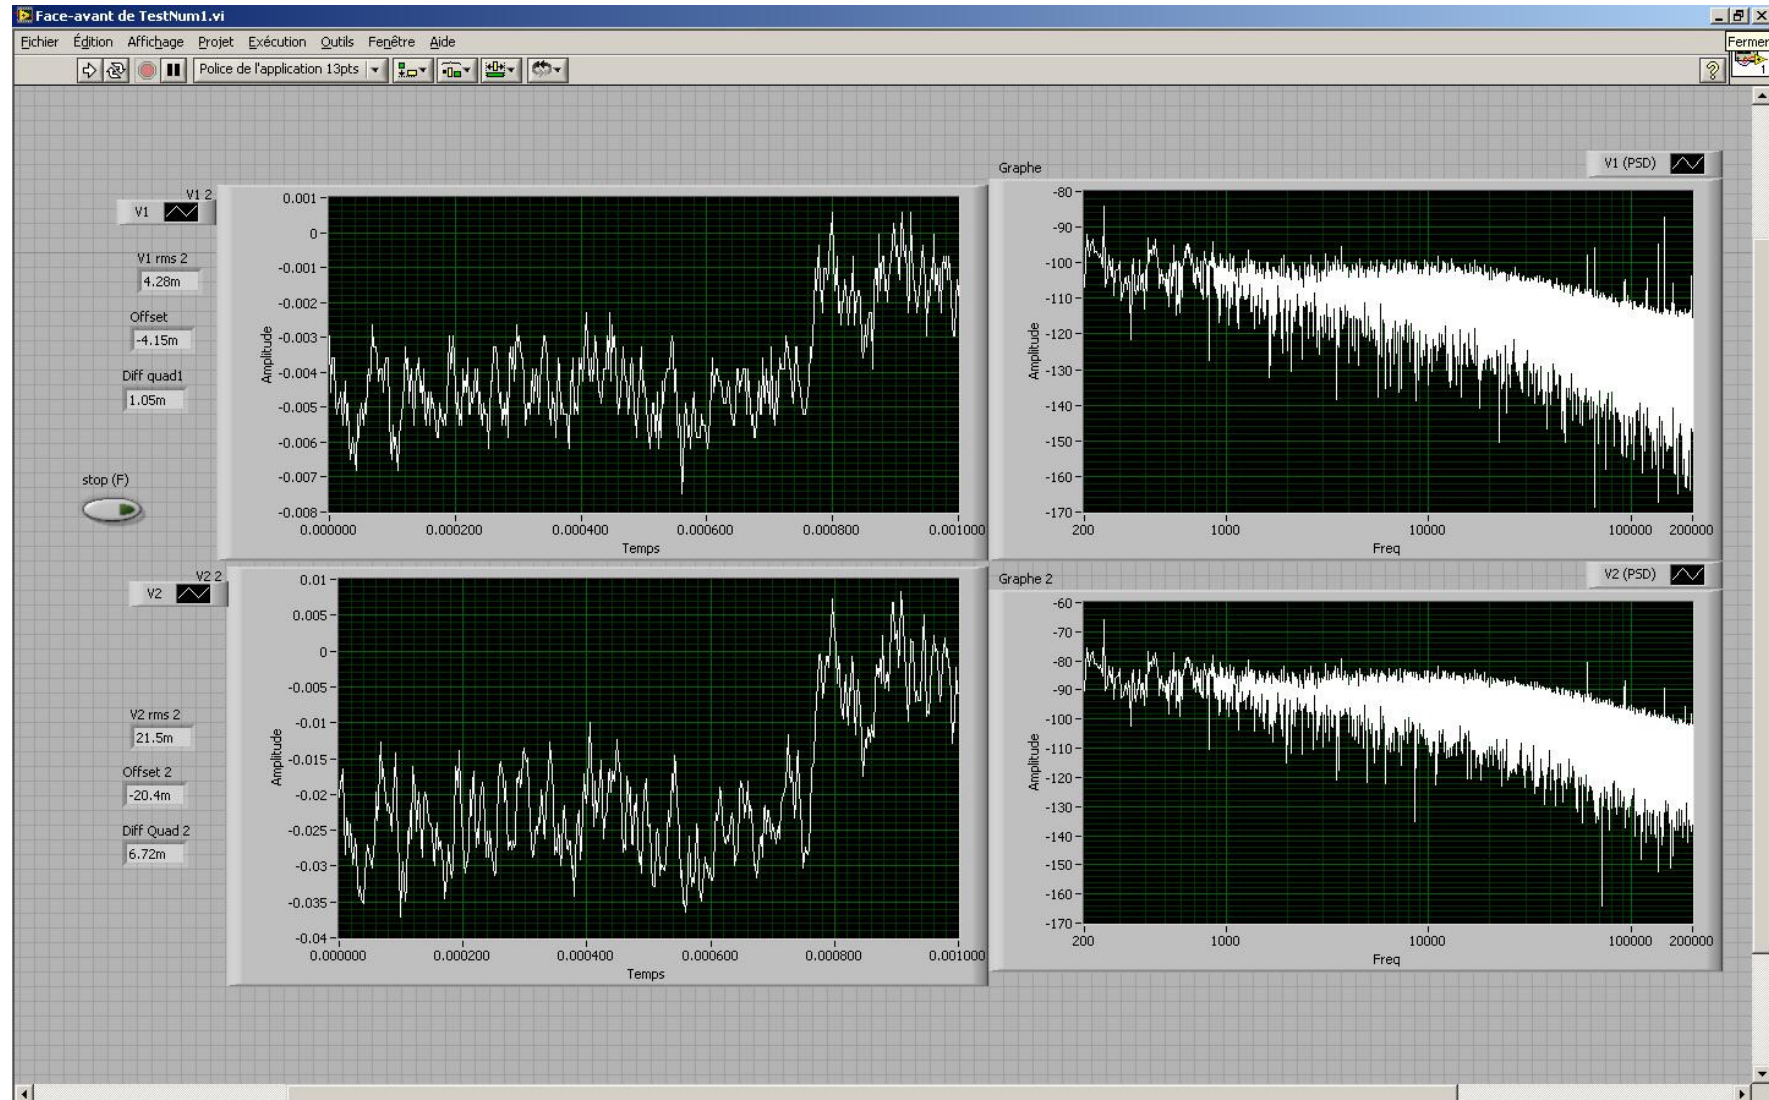 Face-avant de TestNum1.vi
Fichier Édition Affichage Projet Exécution Outils Fenêtre Aide
Fermer
Police de l'application 13pts
?
1
V1 2
V1
V1 rms 2
4.28m
Offset
-4.15m
Diff quad1
1.05m
stop (F)
Amplitude
0.001
0
-0.001
-0.002
-0.003
-0.004
-0.005
-0.006
-0.007
-0.008
0.000000 0.000200 0.000400 0.000600 0.000800 0.001000
Temps
Graphe
V1 (PSD)
Amplitude
-80
-90
-100
-110
-120
-130
-140
-150
-160
-170
200 1000 10000 100000 200000
Freq
V2 2
V2
V2 rms 2
21.5m
Offset 2
-20.4m
Diff Quad 2
6.72m
Amplitude
0.01
0.005
0
-0.005
-0.01
-0.015
-0.02
-0.025
-0.03
-0.035
-0.04
0.000000 0.000200 0.000400 0.000600 0.000800 0.001000
Temps
Graphe 2
V2 (PSD)
Amplitude
-60
-70
-80
-90
-100
-110
-120
-130
-140
-150
-160
-170
200 1000 10000 100000 200000
Freq